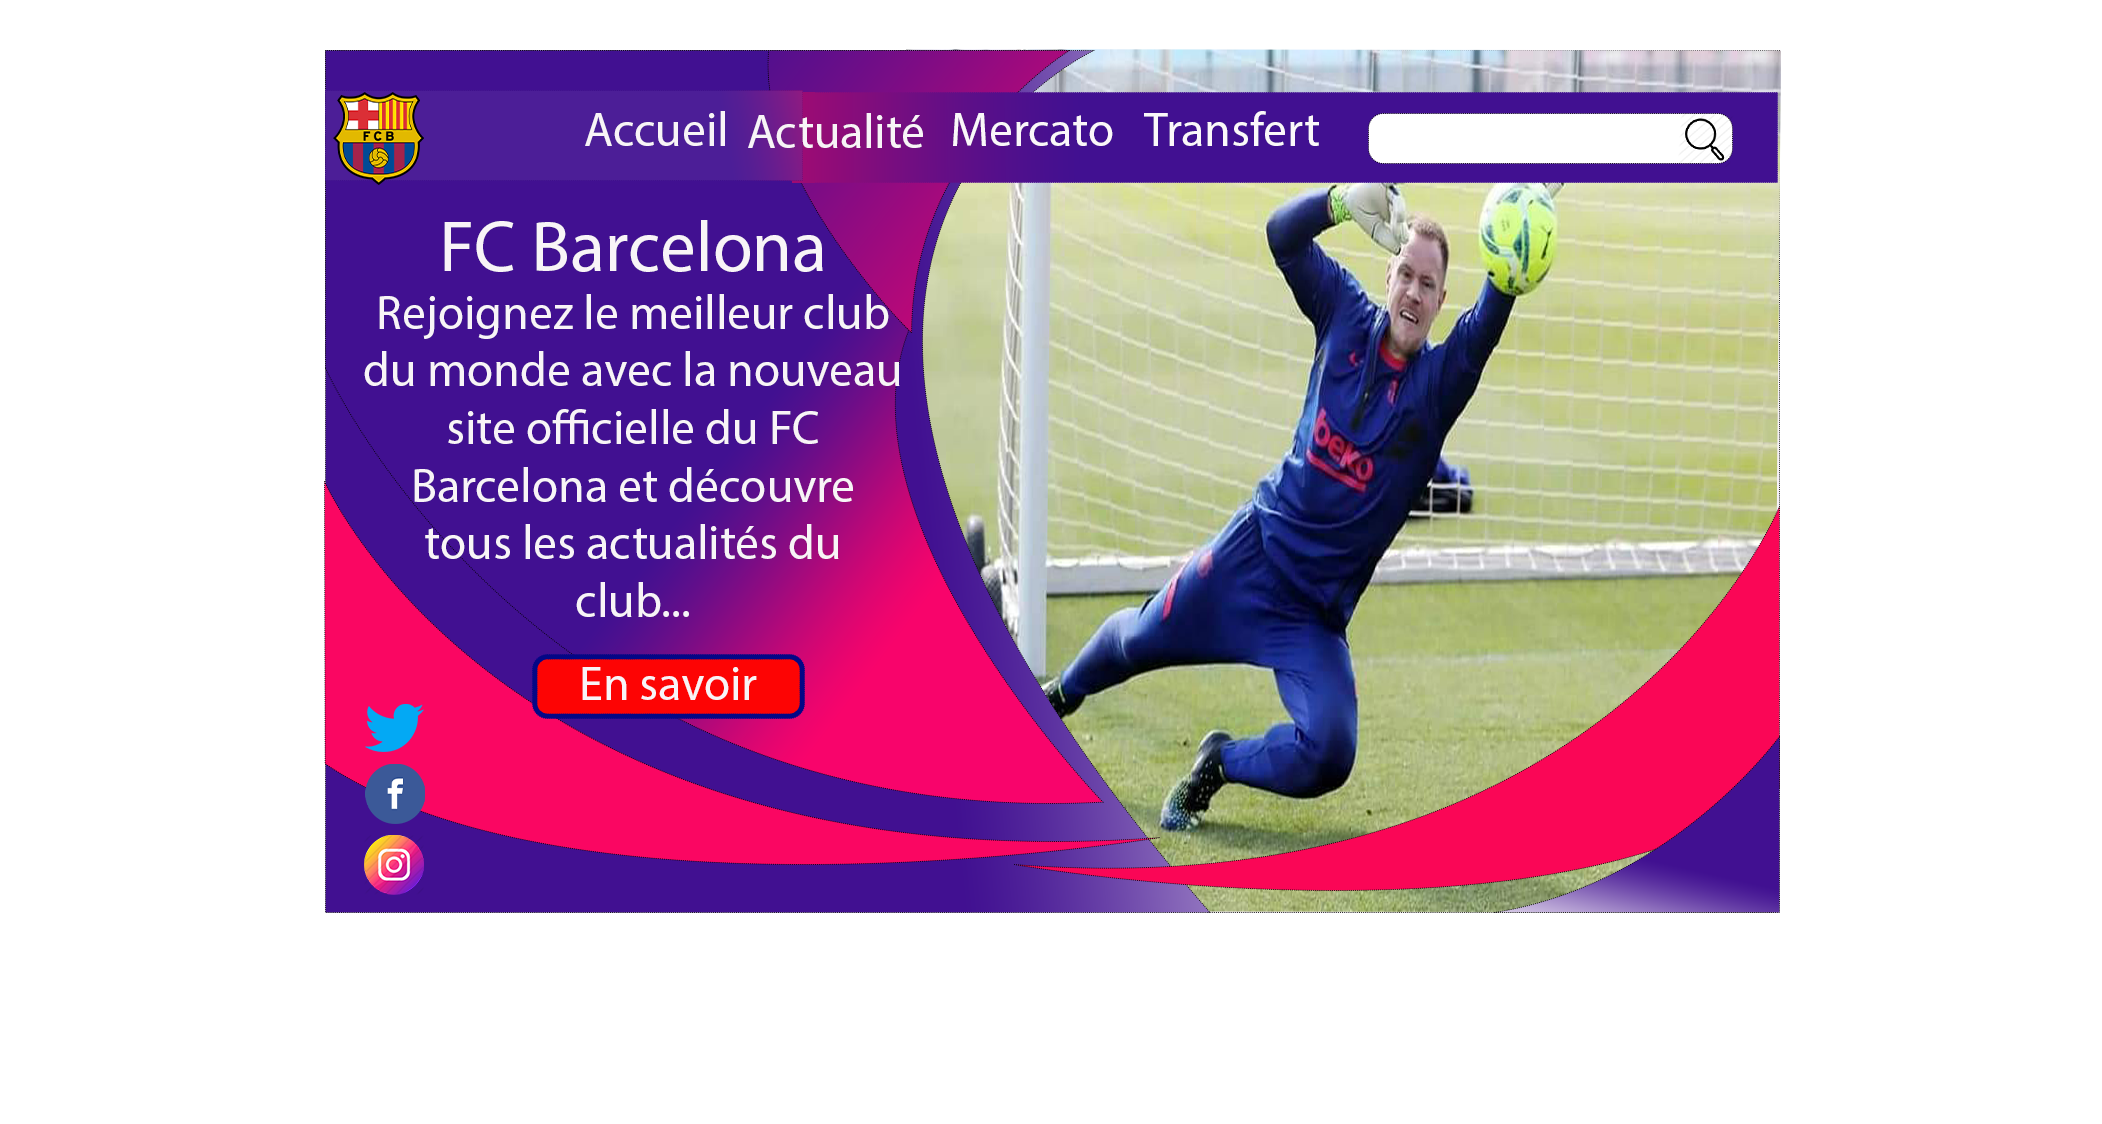 FCB
Accueil Actualité Mercato Transfert
FC Barcelona
Rejoignez le meilleur club
du monde avec la nouveau
site officielle du FC
Barcelona et découvre
tous les actualités du
club...
En savoir
beko
f